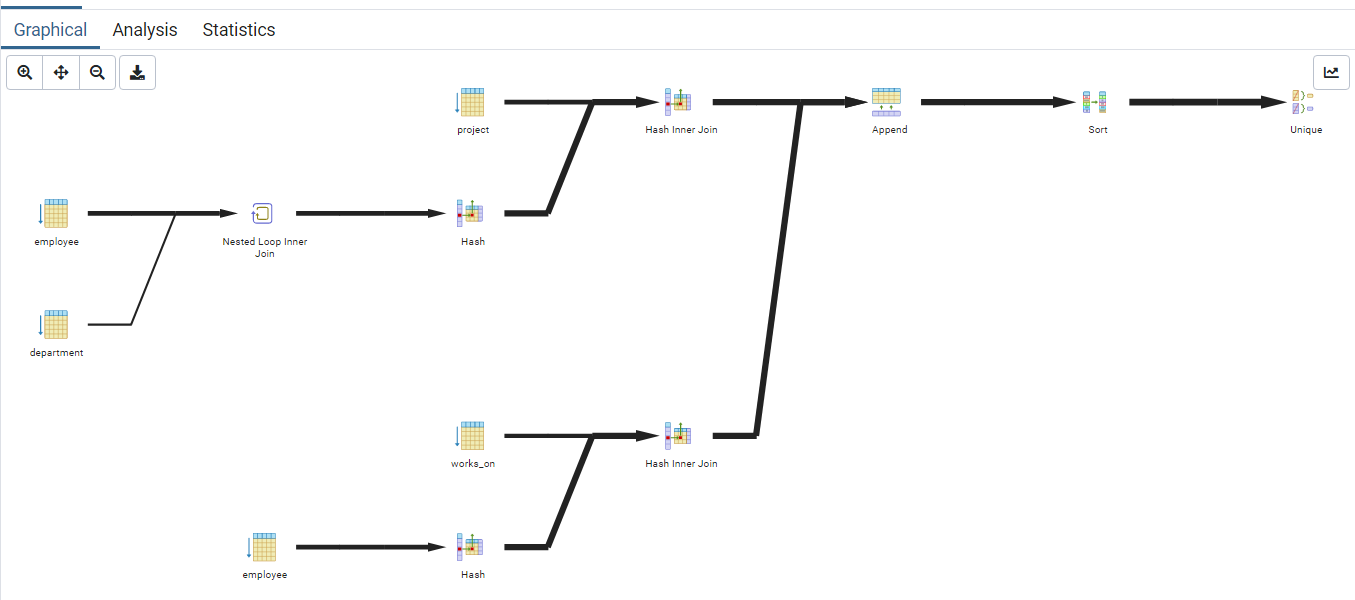 Graphical Analysis Statistics
project
Hash Inner Join
Append
Sort
Unique
employee
Nested Loop Inner
Join
Hash
department
works_on
Hash Inner Join
employee
Hash